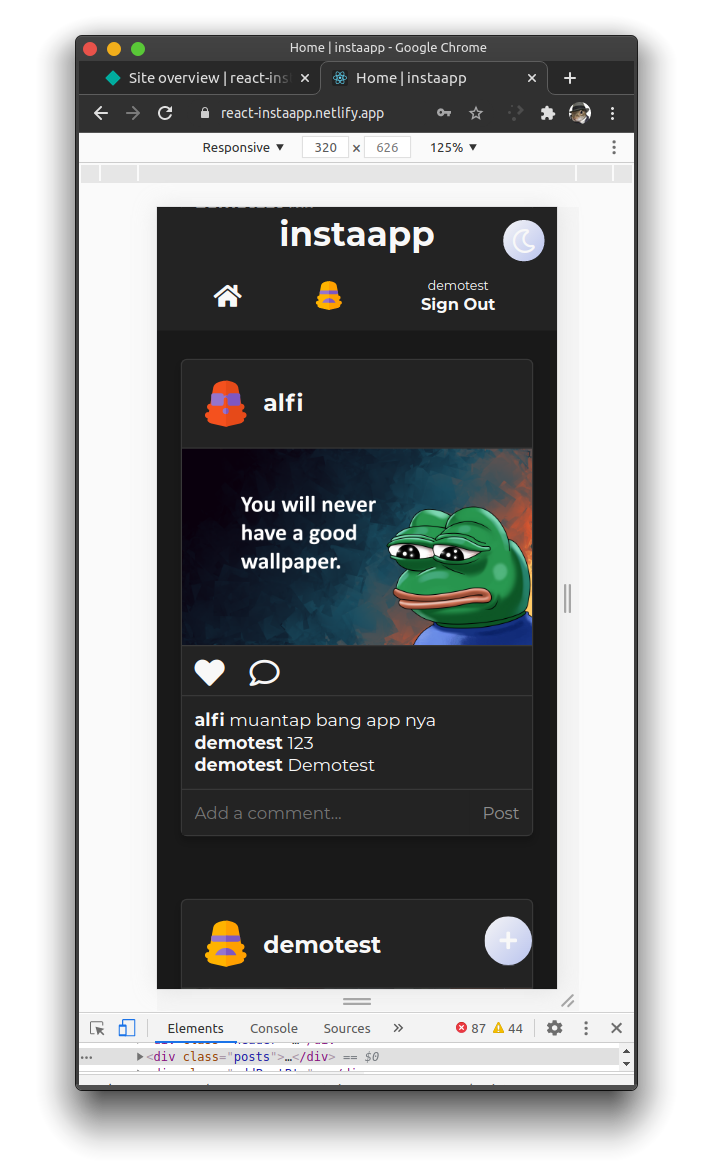 Home | instaapp - Google Chrome
Site overview | react-inst
Home | instaapp
react-instaapp.netlify.app
Responsive ▼ 320 × 626 125% ▼
instaapp
demotest
Sign Out
alfi
You will never
have a good
wallpaper.
alfi muantap bang app nya
demotest 123
demotest Demotest
Add a comment... Post
demotest
Elements Console Sources » 87 44
<div class="posts">…</div> == $0